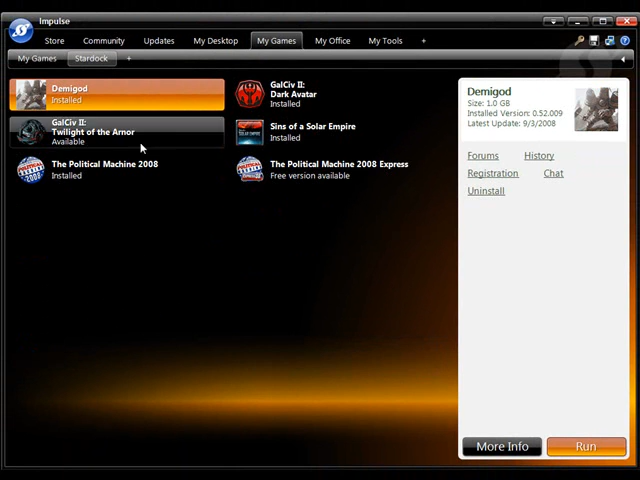 Impulse
Store Community Updates My Desktop My Games My Office My Tools +
My Games Stardock +
Demigod
Installed
GalCiv II:
Dark Avatar
Installed
GalCiv II:
Twilight of the Arnor
Available
Sins of a Solar Empire
Installed
The Political Machine 2008
Installed
The Political Machine 2008 Express
Free version available
Demigod
Size: 1.0 GB
Installed Version: 0.52.009
Latest Update: 9/3/2008
Forums History
Registration Chat
Uninstall
More Info Run